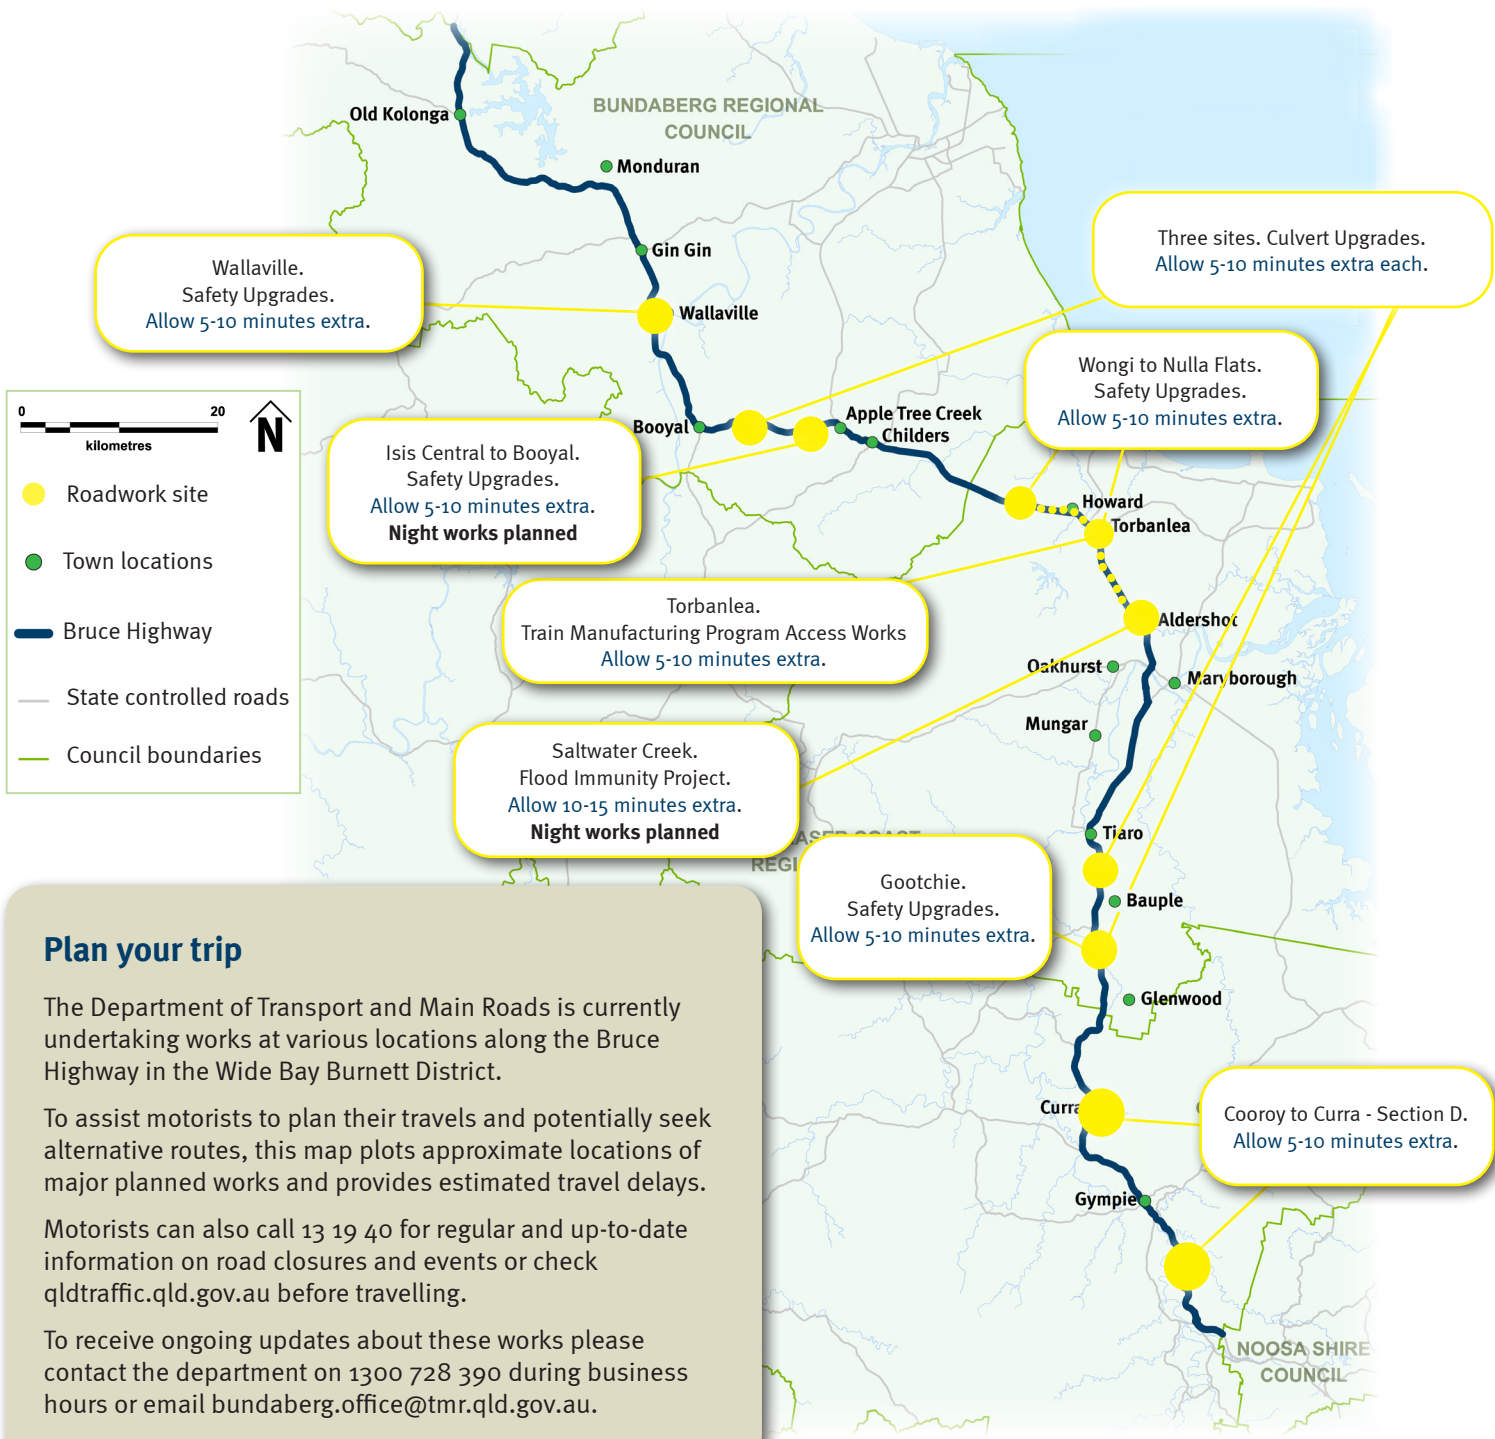 Old Kolonga
BUNDABERG REGIONAL
COUNCIL
Monduran
Gin Gin
Wallaville.
Safety Upgrades.
Allow 5-10 minutes extra.
Wallaville
Three sites. Culvert Upgrades.
Allow 5-10 minutes extra each.
Wongi to Nulla Flats.
Safety Upgrades.
Allow 5-10 minutes extra.
0 20
kilometres
N
Roadwork site
Town locations
Bruce Highway
State controlled roads
Council boundaries
Booyal
Apple Tree Creek
Childers
Isis Central to Booyal.
Safety Upgrades.
Allow 5-10 minutes extra.
Night works planned
Howard
Torbanlea
Torbanlea.
Train Manufacturing Program Access Works
Allow 5-10 minutes extra.
Aldershot
Oakhurst
Maryborough
Mungar
Saltwater Creek.
Flood Immunity Project.
Allow 10-15 minutes extra.
Night works planned
Tiaro
COAST
Gootchie.
Safety Upgrades.
Allow 5-10 minutes extra.
Bauple
Glenwood
Curra
Cooroy to Curra - Section D.
Allow 5-10 minutes extra.
Gympie
NOOSA SHIRE
COUNCIL
Plan your trip
The Department of Transport and Main Roads is currently
undertaking works at various locations along the Bruce
Highway in the Wide Bay Burnett District.
To assist motorists to plan their travels and potentially seek
alternative routes, this map plots approximate locations of
major planned works and provides estimated travel delays.
Motorists can also call 13 19 40 for regular and up-to-date
information on road closures and events or check
qldtraffic.qld.gov.au before travelling.
To receive ongoing updates about these works please
contact the department on 1300 728 390 during business
hours or email bundaberg.office@tmr.qld.gov.au.